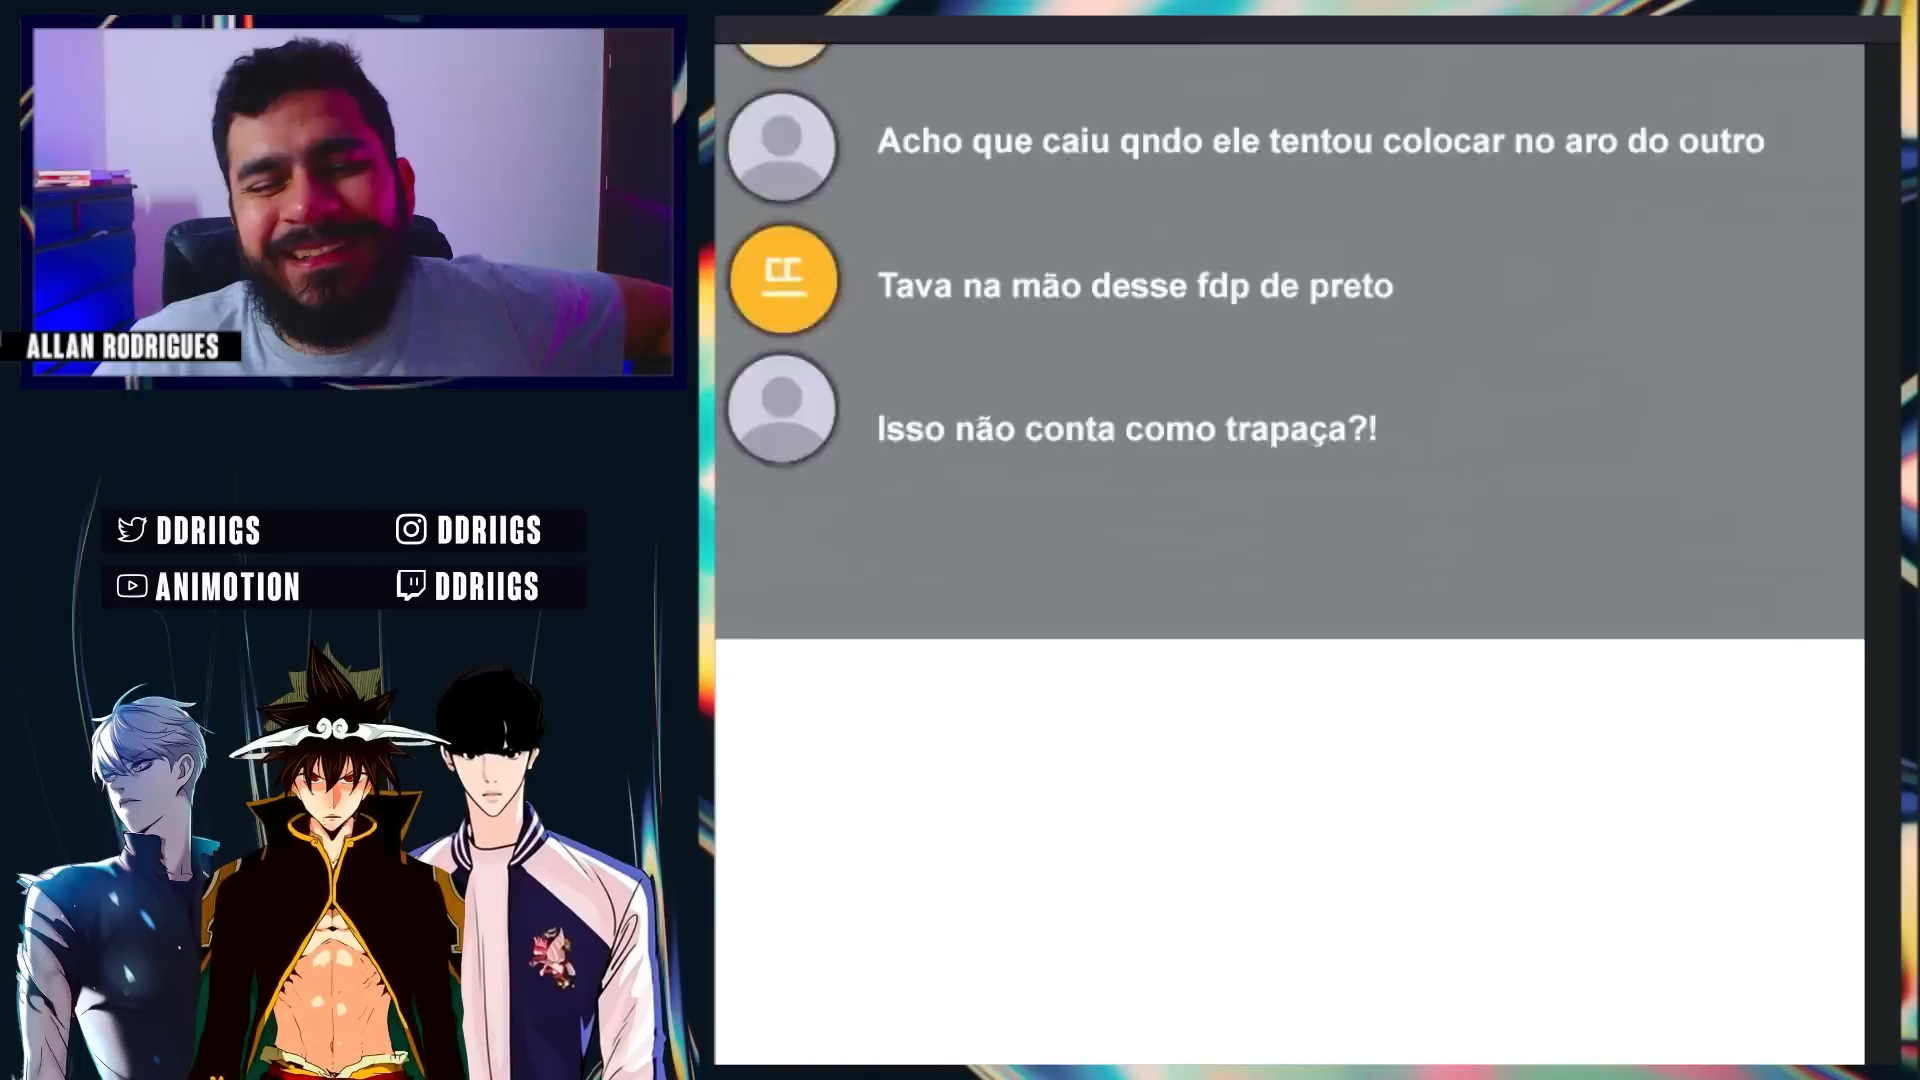 ALLAN RODRIGUES
DDRIIGS
DDRIIGS
ANIMOTION
DDRIIGS
Acho que caiu qndo ele tentou colocar no aro do outro
Tava na mão desse fdp de preto
Isso não conta como trapaça?!